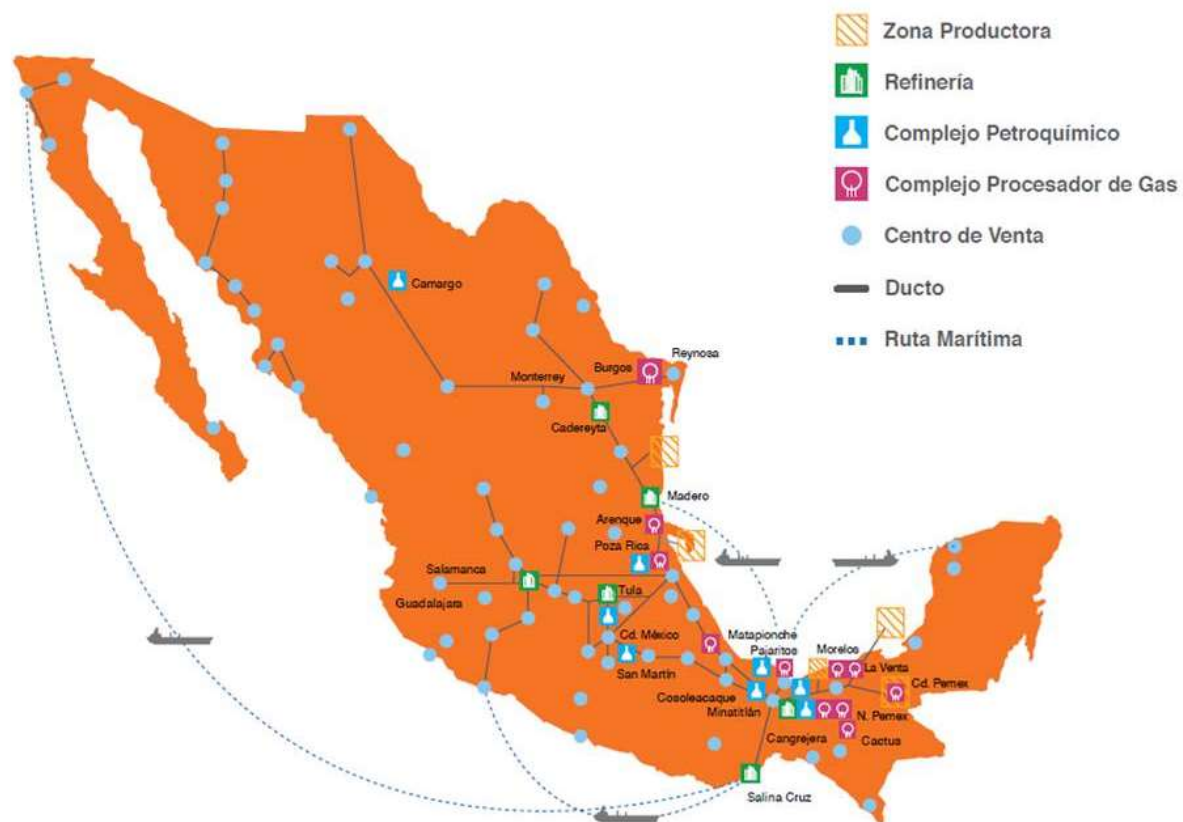 Zona Productora
Refinería
Complejo Petroquímico
Complejo Procesador de Gas
Centro de Venta
Ducto
Ruta Marítima
Camargo
Reynosa
Burgos
Monterrey
Cadereyta
Madero
Arenque
Poza Rica
Salamanca
Tula
Guadalajara
Cd. México
San Martín
Matapionche
Pajaritos
Morelos
La Venta
Cd. Pemex
Cosoleacaque
Minatitlán
N. Pemex
Cangrejera
Cactua
Salina Cruz